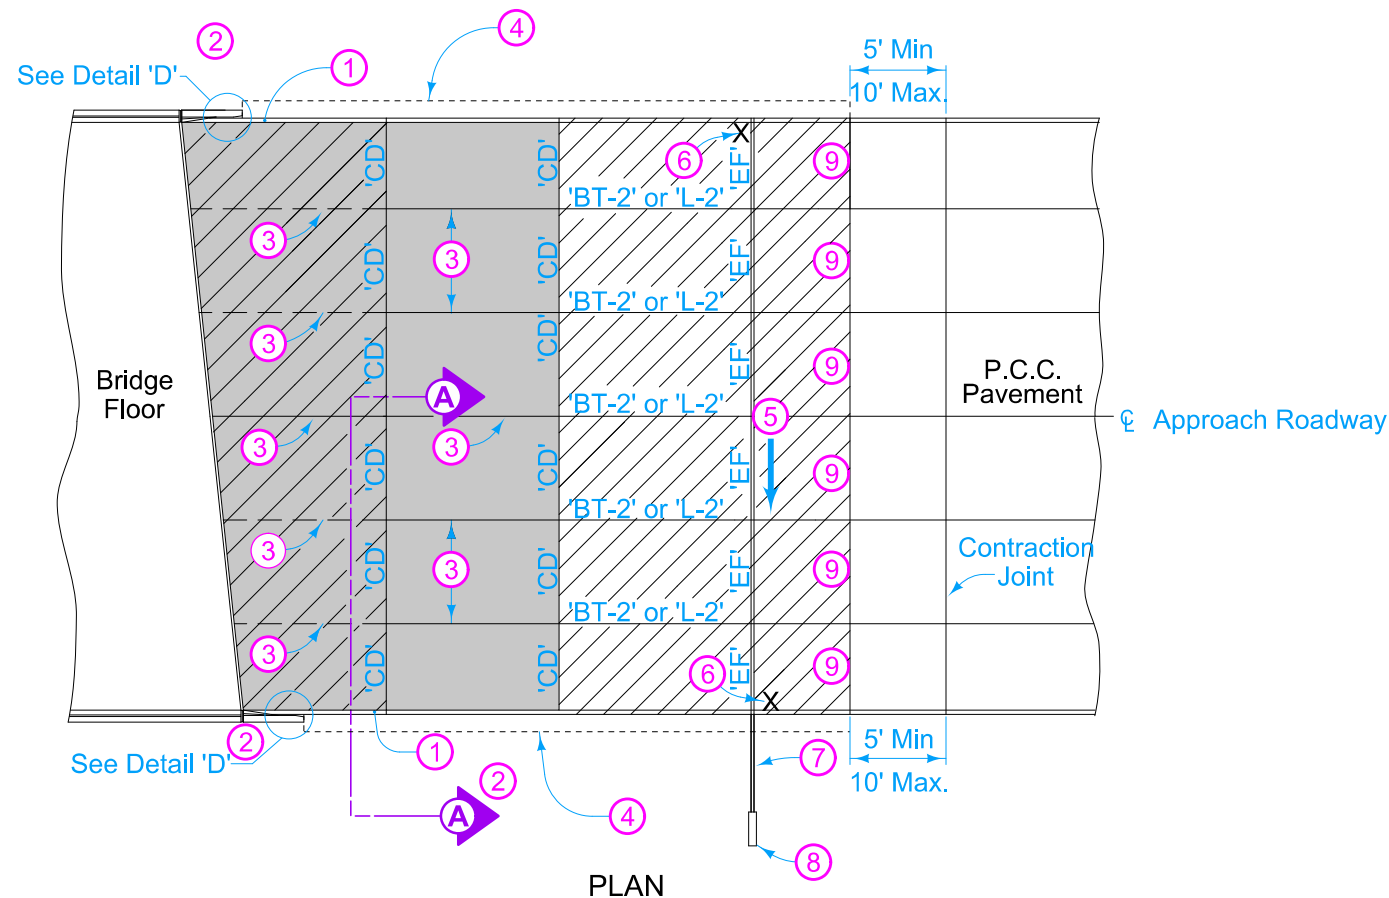 2
4
5' Min
See Detail 'D'
1
10' Max.
X
6
'CD'
'CD'
'EF'
9
'BT-2' or 'L-2'
3
3
'CD'
'CD'
'EF'
9
'BT-2' or 'L-2'
3
'CD'
'CD'
'EF'
9
Bridge
Floor
A
P.C.C.
Pavement
'BT-2' or 'L-2'
5
℄ Approach Roadway
3
3
'CD'
'CD'
'EF'
9
'BT-2' or 'L-2'
3
3
'CD'
'CD'
'EF'
9
Contraction
Joint
'BT-2' or 'L-2'
3
'CD'
'CD'
6
'EF'
9
X
2
See Detail 'D'
1
7
5' Min
10' Max.
2
A
4
8
PLAN